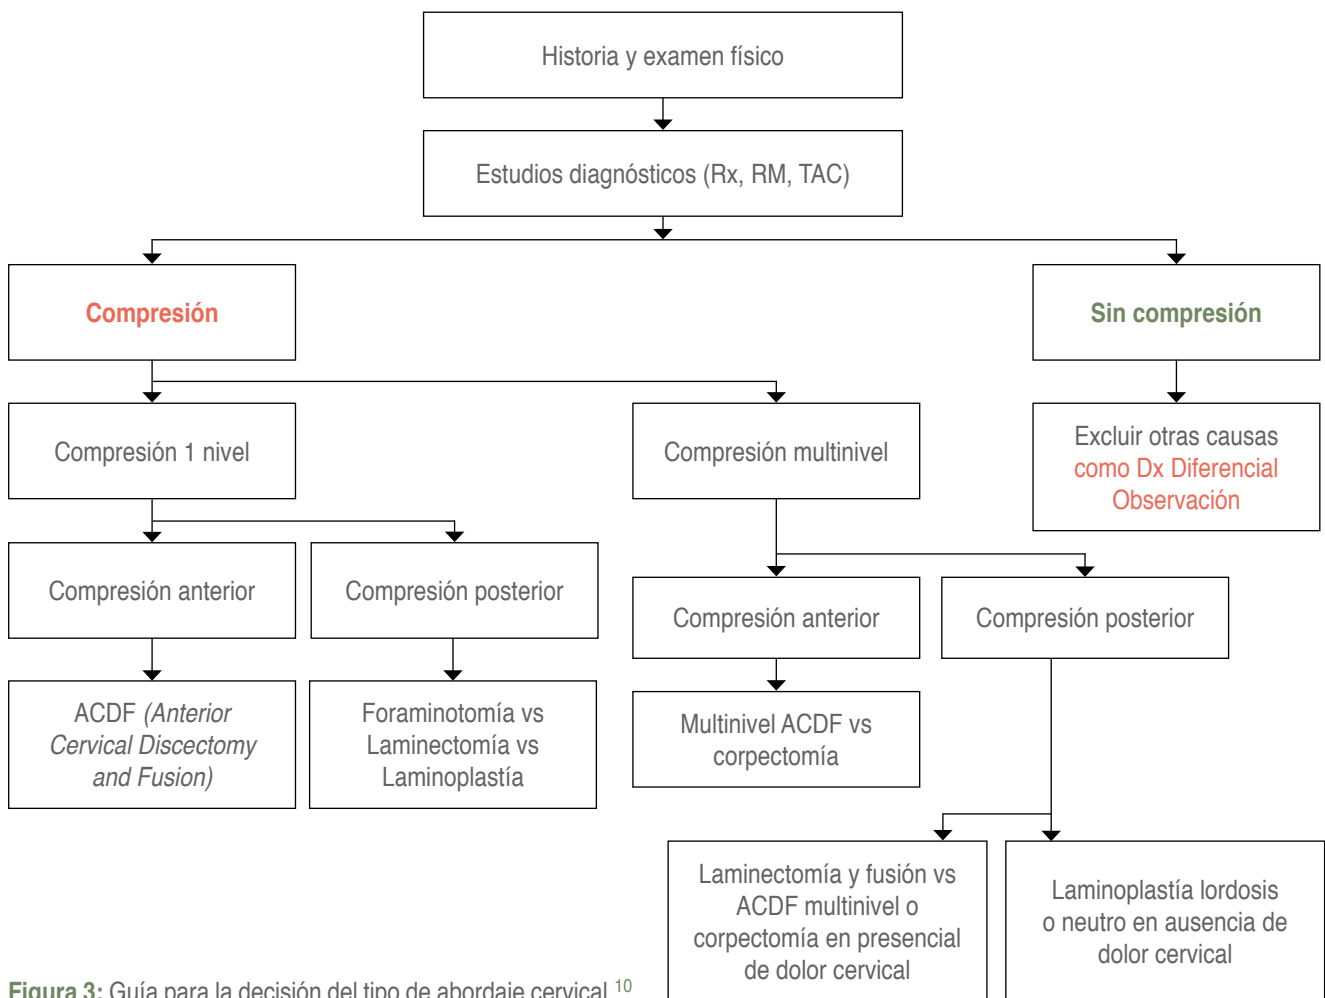 Historia y examen físico
Estudios diagnósticos (Rx, RM, TAC)
Compresión
Sin compresión
Compresión 1 nivel
Compresión multinivel
Excluir otras causas
como Dx Diferencial
Observación
Compresión anterior
Compresión posterior
Compresión anterior
Compresión posterior
ACDF (Anterior
Cervical Discectomy
and Fusion)
Foraminotomía vs
Laminectomía vs
Laminoplastía
Multinivel ACDF vs
corpectomía
Laminectomía y fusión vs
ACDF multinivel o
corpectomía en presencial
de dolor cervical
Laminoplastía lordosis
o neutro en ausencia de
dolor cervical
Figura 3: Guía para la decisión del tipo de abordaje cervical.10